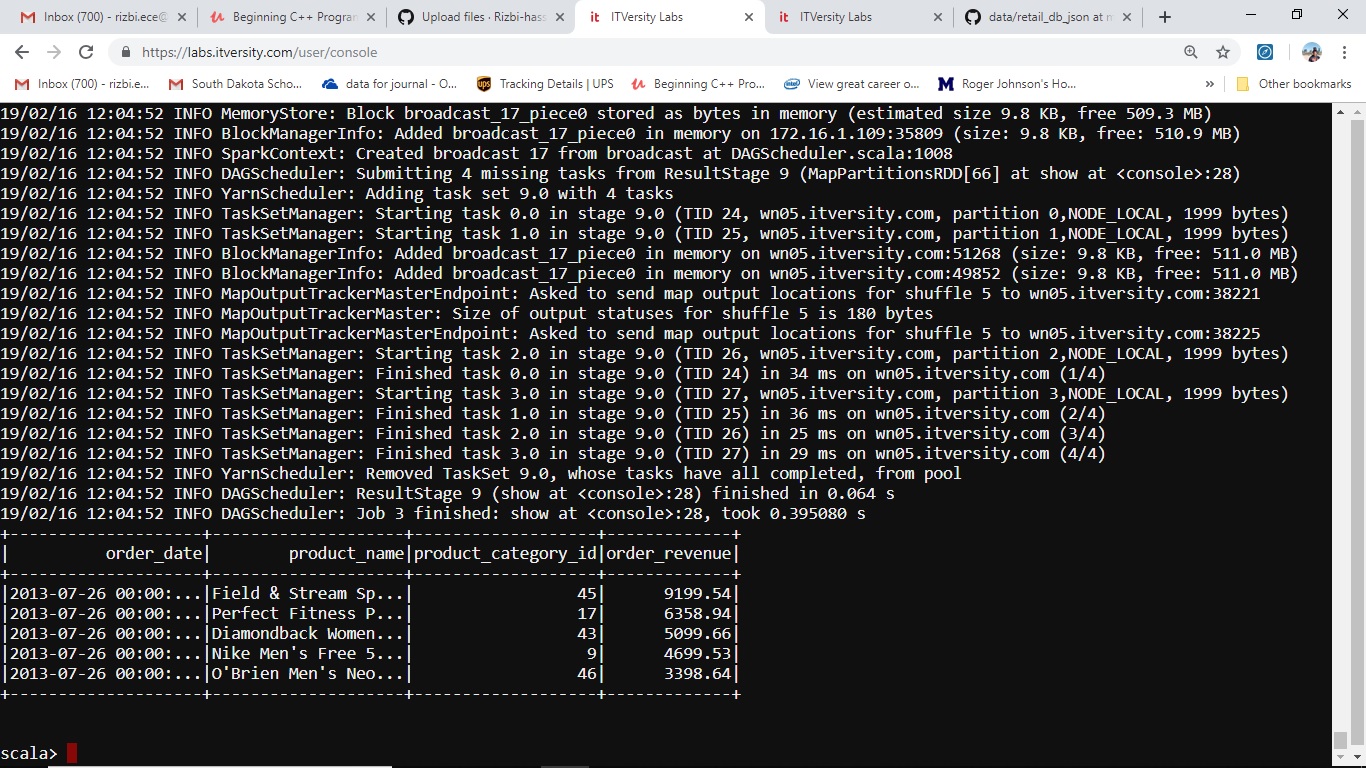 Inbox (700) - rizbi.ece@
Beginning C++ Program
Upload files · Rizbi-hass
ITVersity Labs
ITVersity Labs
data/retail_db_json at m
https://labs.itversity.com/user/console
Inbox (700) - rizbi.e...
South Dakota Scho...
data for journal - O...
Tracking Details | UPS
Beginning C++ Pro...
View great career o...
Roger Johnson's Ho...
»
Other bookmarks
19/02/16 12:04:52 INFO MemoryStore: Block broadcast_17_piece0 stored as bytes in memory (estimated size 9.8 KB, free 509.3 MB)
19/02/16 12:04:52 INFO BlockManagerInfo: Added broadcast_17_piece0 in memory on 172.16.1.109:35809 (size: 9.8 KB, free: 510.9 MB)
19/02/16 12:04:52 INFO SparkContext: Created broadcast 17 from broadcast at DAGScheduler.scala:1008
19/02/16 12:04:52 INFO DAGScheduler: Submitting 4 missing tasks from ResultStage 9 (MapPartitionsRDD[66] at show at <console>:28)
19/02/16 12:04:52 INFO YarnScheduler: Adding task set 9.0 with 4 tasks
19/02/16 12:04:52 INFO TaskSetManager: Starting task 0.0 in stage 9.0 (TID 24, wn05.itversity.com, partition 0,NODE_LOCAL, 1999 bytes)
19/02/16 12:04:52 INFO TaskSetManager: Starting task 1.0 in stage 9.0 (TID 25, wn05.itversity.com, partition 1,NODE_LOCAL, 1999 bytes)
19/02/16 12:04:52 INFO BlockManagerInfo: Added broadcast_17_piece0 in memory on wn05.itversity.com:51268 (size: 9.8 KB, free: 511.0 MB)
19/02/16 12:04:52 INFO BlockManagerInfo: Added broadcast_17_piece0 in memory on wn05.itversity.com:49852 (size: 9.8 KB, free: 511.0 MB)
19/02/16 12:04:52 INFO MapOutputTrackerMasterEndpoint: Asked to send map output locations for shuffle 5 to wn05.itversity.com:38221
19/02/16 12:04:52 INFO MapOutputTrackerMaster: Size of output statuses for shuffle 5 is 180 bytes
19/02/16 12:04:52 INFO MapOutputTrackerMasterEndpoint: Asked to send map output locations for shuffle 5 to wn05.itversity.com:38225
19/02/16 12:04:52 INFO TaskSetManager: Starting task 2.0 in stage 9.0 (TID 26, wn05.itversity.com, partition 2,NODE_LOCAL, 1999 bytes)
19/02/16 12:04:52 INFO TaskSetManager: Finished task 0.0 in stage 9.0 (TID 24) in 34 ms on wn05.itversity.com (1/4)
19/02/16 12:04:52 INFO TaskSetManager: Starting task 3.0 in stage 9.0 (TID 27, wn05.itversity.com, partition 3,NODE_LOCAL, 1999 bytes)
19/02/16 12:04:52 INFO TaskSetManager: Finished task 1.0 in stage 9.0 (TID 25) in 36 ms on wn05.itversity.com (2/4)
19/02/16 12:04:52 INFO TaskSetManager: Finished task 2.0 in stage 9.0 (TID 26) in 25 ms on wn05.itversity.com (3/4)
19/02/16 12:04:52 INFO TaskSetManager: Finished task 3.0 in stage 9.0 (TID 27) in 29 ms on wn05.itversity.com (4/4)
19/02/16 12:04:52 INFO YarnScheduler: Removed TaskSet 9.0, whose tasks have all completed, from pool
19/02/16 12:04:52 INFO DAGScheduler: ResultStage 9 (show at <console>:28) finished in 0.064 s
19/02/16 12:04:52 INFO DAGScheduler: Job 3 finished: show at <console>:28, took 0.395080 s
+--------------------+--------------------+-------------------+-------------+
|          order_date|        product_name|product_category_id|order_revenue|
+--------------------+--------------------+-------------------+-------------+
|2013-07-26 00:00:...|Field & Stream Sp...|                 45|      9199.54|
|2013-07-26 00:00:...|Perfect Fitness P...|                 17|      6358.94|
|2013-07-26 00:00:...|Diamondback Women...|                 43|      5099.66|
|2013-07-26 00:00:...|Nike Men's Free 5...|                  9|      4699.53|
|2013-07-26 00:00:...|O'Brien Men's Neo...|                 46|      3398.64|
+--------------------+--------------------+-------------------+-------------+
scala>